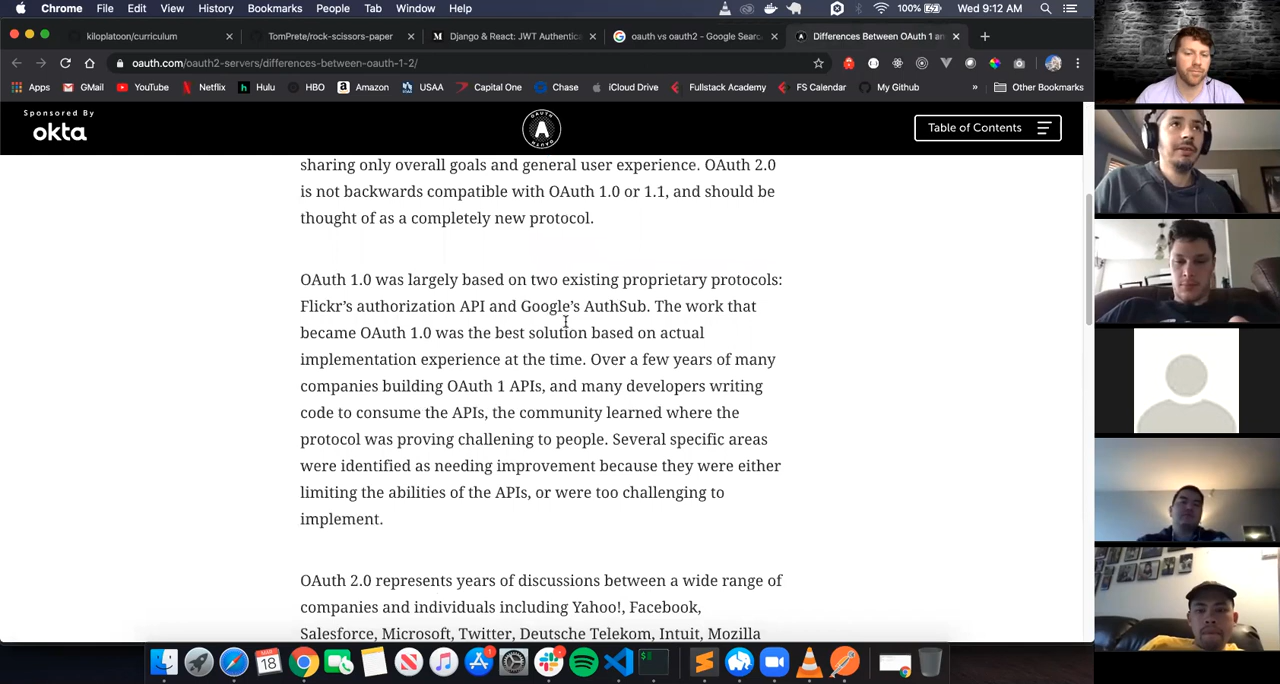 Chrome File Edit View History Bookmarks People Tab Window Help 100% Wed 9:12 AM
kiloplatoon/curriculum TomPrete/rock-scissors-paper Django & React: JWT Authentic oauth vs oauth2 - Google Sear Differences Between OAuth 1 an
oauth.com/oauth2-servers/differences-between-oauth-1-2/
Apps GMail YouTube Netflix Hulu HBO Amazon USAA Capital One Chase iCloud Drive Fullstack Academy FS Calendar My Github » Other Bookmarks
Sponsored By
okta
OAUTH
A
OAUTH
Table of Contents
sharing only overall goals and general user experience. OAuth 2.0
is not backwards compatible with OAuth 1.0 or 1.1, and should be
thought of as a completely new protocol.
OAuth 1.0 was largely based on two existing proprietary protocols:
Flickr’s authorization API and Google’s AuthSub. The work that
became OAuth 1.0 was the best solution based on actual
implementation experience at the time. Over a few years of many
companies building OAuth 1 APIs, and many developers writing
code to consume the APIs, the community learned where the
protocol was proving challening to people. Several specific areas
were identified as needing improvement because they were either
limiting the abilities of the APIs, or were too challenging to
implement.
OAuth 2.0 represents years of discussions between a wide range of
companies and individuals including Yahoo!, Facebook,
Salesforce, Microsoft, Twitter, Deutsche Telekom, Intuit, Mozilla
18